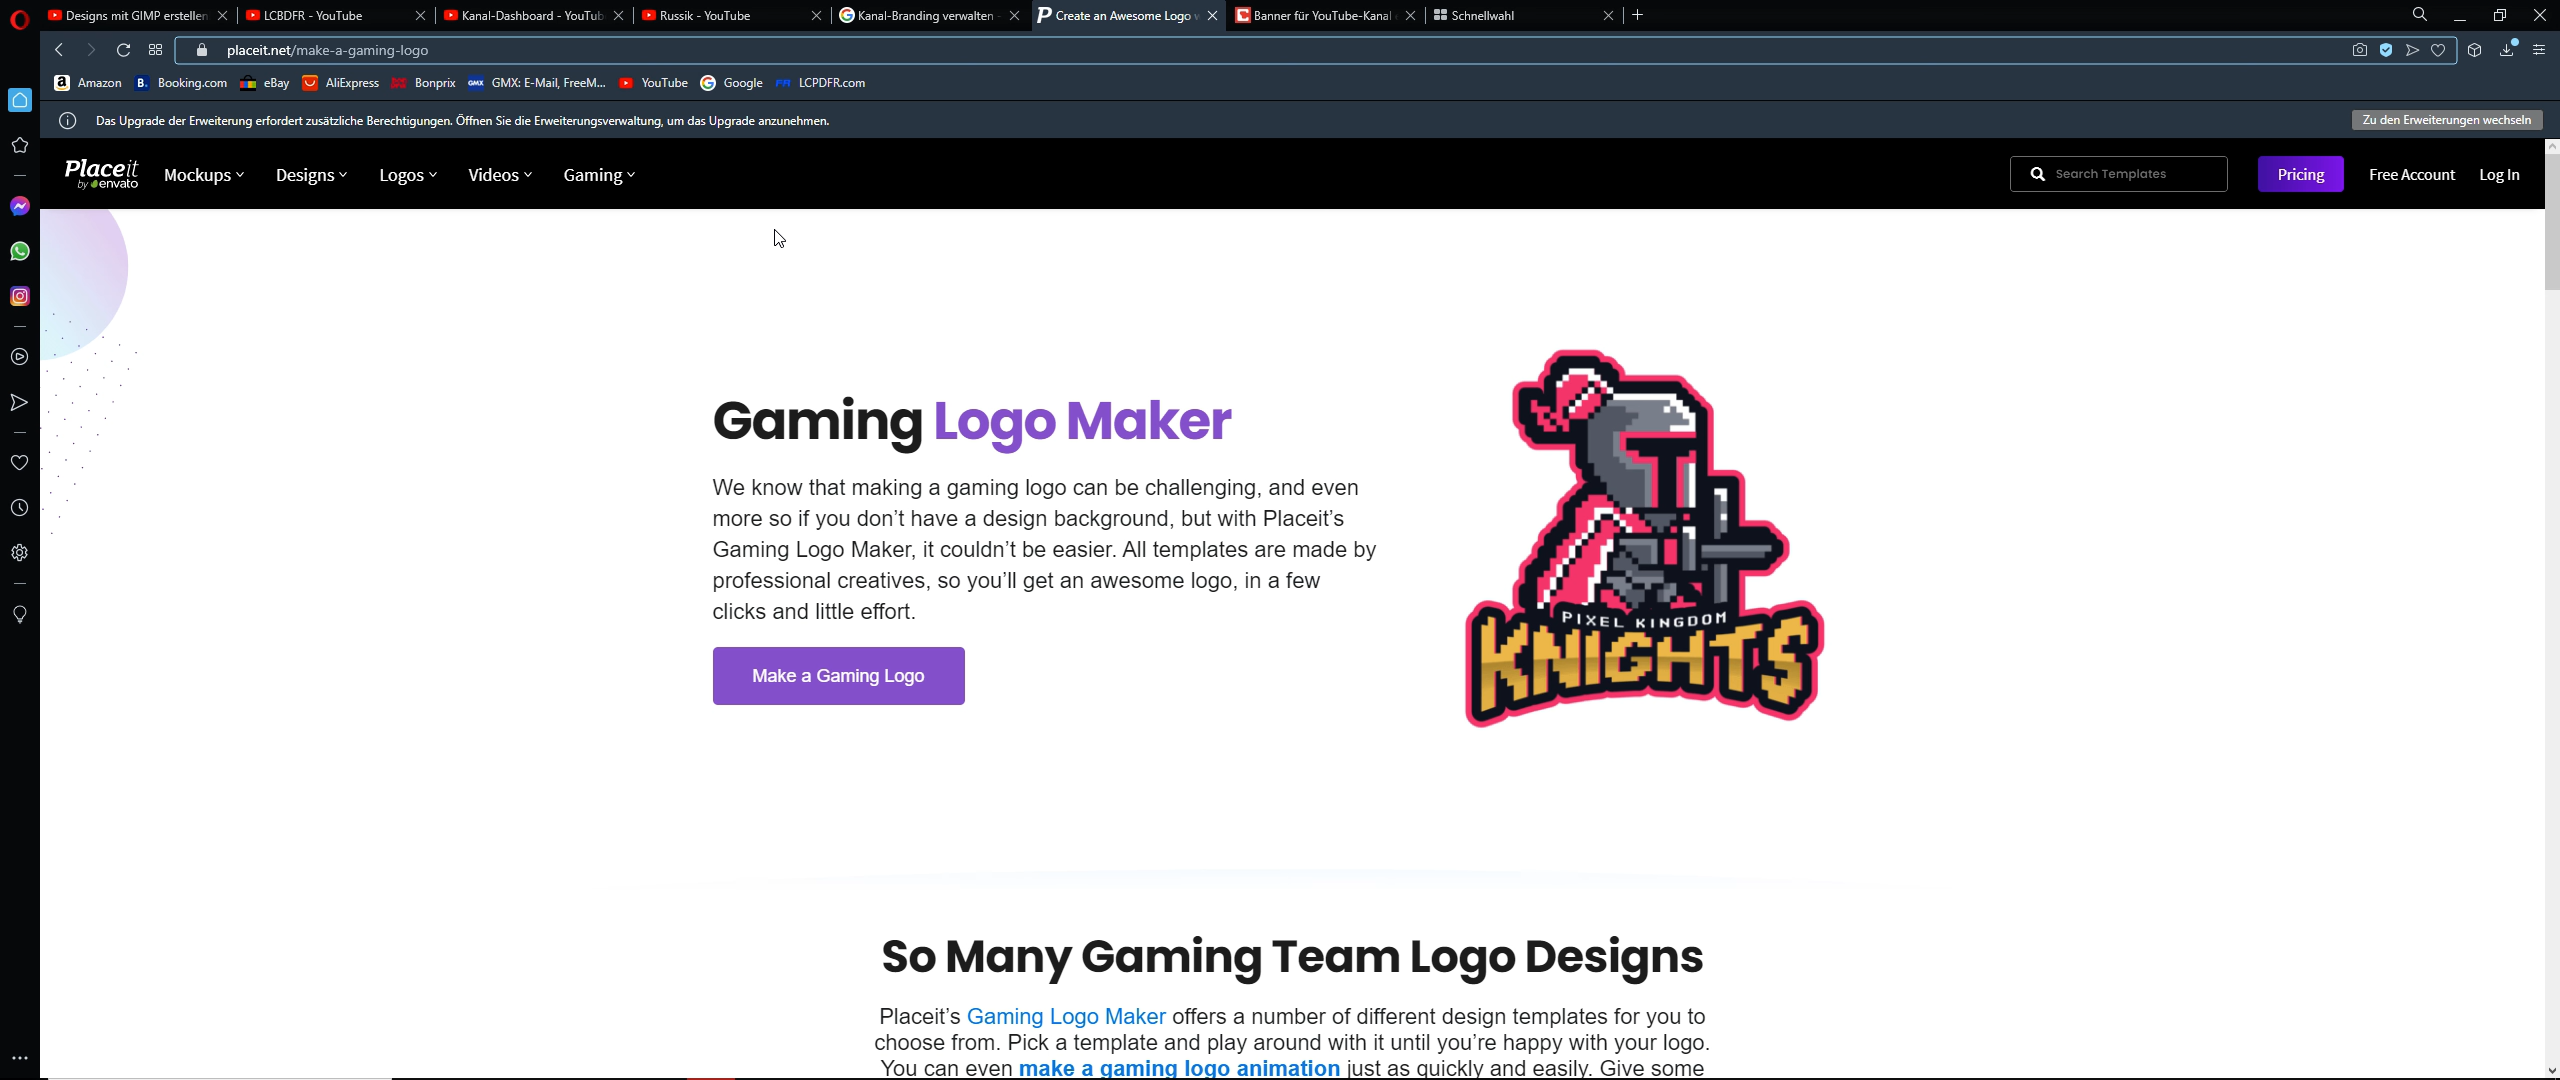 Designs mit GIMP erstellen
LCBDFR - YouTube
Kanal-Dashboard - YouTub
Russik - YouTube
Kanal-Branding verwalten -
Create an Awesome Logo w
Banner für YouTube-Kanal
Schnellwahl
placeit.net/make-a-gaming-logo
Amazon
Booking.com
eBay
AliExpress
Bonprix
GMX: E-Mail, FreeM...
YouTube
Google
LCPDFR.com
Das Upgrade der Erweiterung erfordert zusätzliche Berechtigungen. Öffnen Sie die Erweiterungsverwaltung, um das Upgrade anzunehmen.
Zu den Erweiterungen wechseln
Placeit
by envato
Mockups
Designs
Logos
Videos
Gaming
Search Templates
Pricing
Free Account
Log In
Gaming Logo Maker
We know that making a gaming logo can be challenging, and even
more so if you don’t have a design background, but with Placeit’s
Gaming Logo Maker, it couldn’t be easier. All templates are made by
professional creatives, so you’ll get an awesome logo, in a few
clicks and little effort.
Make a Gaming Logo
PIXEL KINGDOM
KNIGHTS
So Many Gaming Team Logo Designs
Placeit’s Gaming Logo Maker offers a number of different design templates for you to
choose from. Pick a template and play around with it until you’re happy with your logo.
You can even make a gaming logo animation just as quickly and easily. Give some